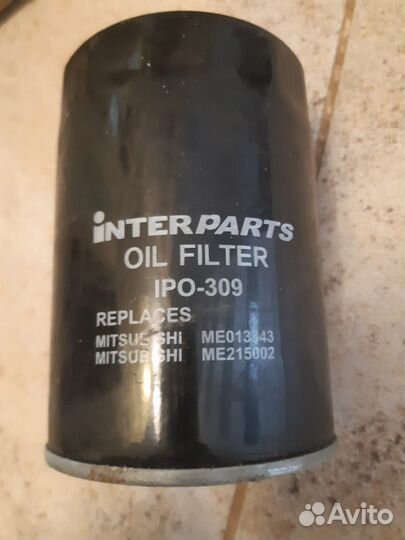 iNTERPARTS
OIL FILTER
IPO-309
REPLACES
MITSUBISHI ME013343
MITSUBISHI ME215002
Avito